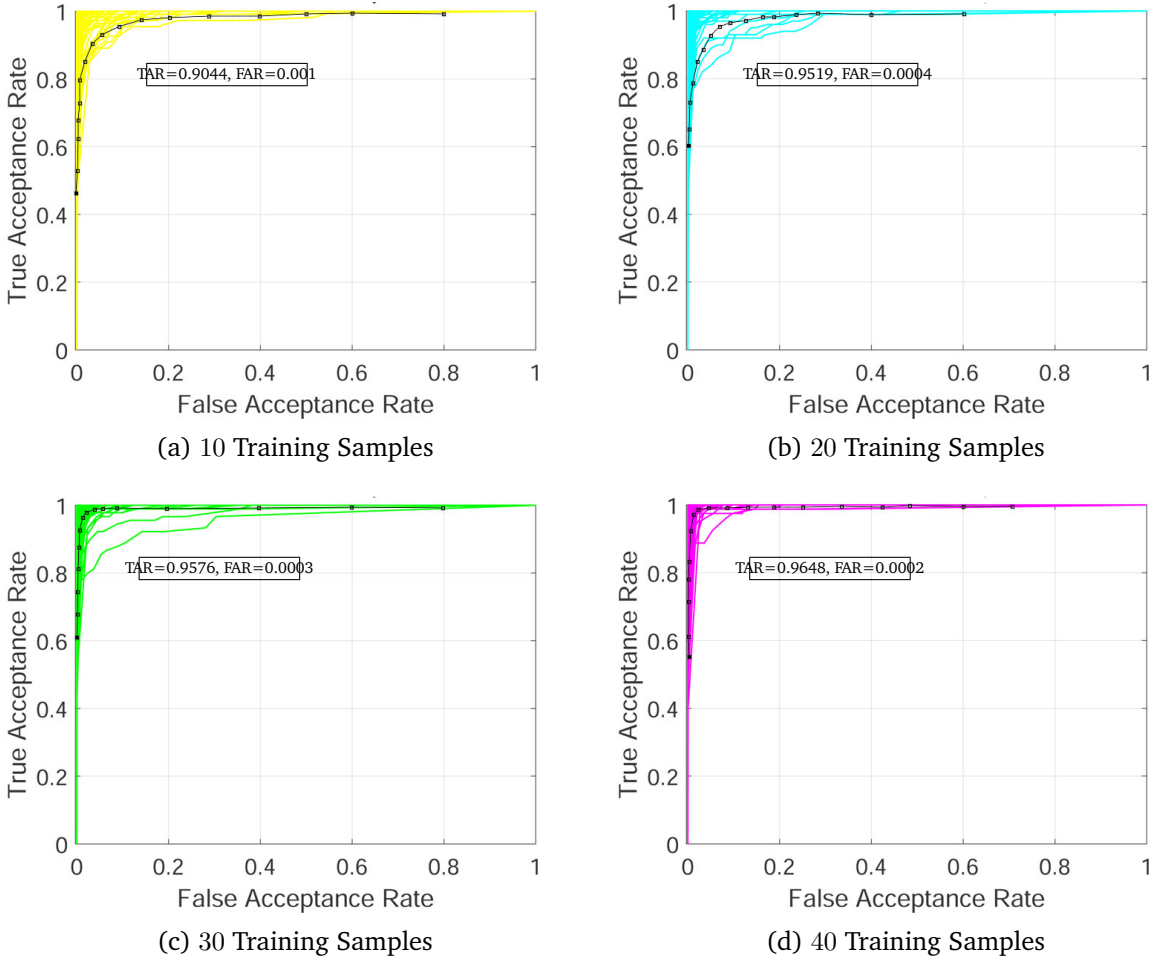 True Acceptance Rate
1
0.8
0.6
0.4
0.2
0
TAR=0.9044, FAR=0.001
0 0.2 0.4 0.6 0.8 1
False Acceptance Rate
(a) 10 Training Samples
True Acceptance Rate
1
0.8
0.6
0.4
0.2
0
TAR=0.9519, FAR=0.0004
0 0.2 0.4 0.6 0.8 1
False Acceptance Rate
(b) 20 Training Samples
True Acceptance Rate
1
0.8
0.6
0.4
0.2
0
TAR=0.9576, FAR=0.0003
0 0.2 0.4 0.6 0.8 1
False Acceptance Rate
(c) 30 Training Samples
True Acceptance Rate
1
0.8
0.6
0.4
0.2
0
TAR=0.9648, FAR=0.0002
0 0.2 0.4 0.6 0.8 1
False Acceptance Rate
(d) 40 Training Samples